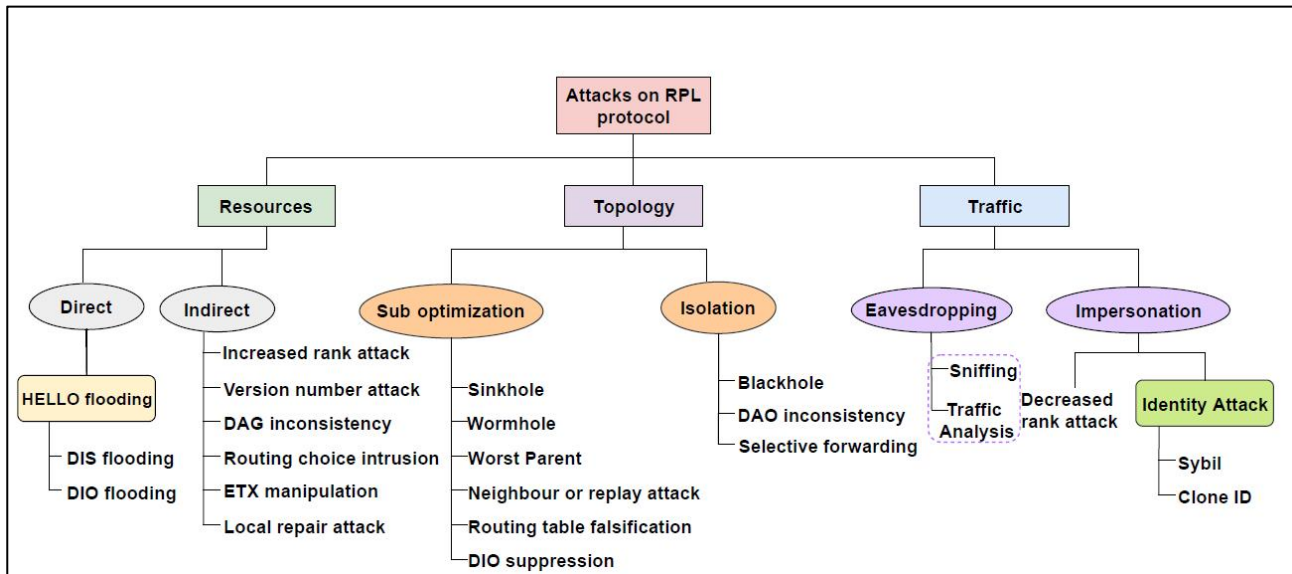 Attacks on RPL
protocol
Resources
Topology
Traffic
Direct
Indirect
Sub optimization
Isolation
Eavesdropping
Impersonation
HELLO flooding
DIS flooding
DIO flooding
Increased rank attack
Version number attack
DAG inconsistency
Routing choice intrusion
ETX manipulation
Local repair attack
Sinkhole
Wormhole
Worst Parent
Neighbour or replay attack
Routing table falsification
DIO suppression
Blackhole
DAO inconsistency
Selective forwarding
Sniffing
Traffic
Analysis
Decreased
rank attack
Identity Attack
Sybil
Clone ID